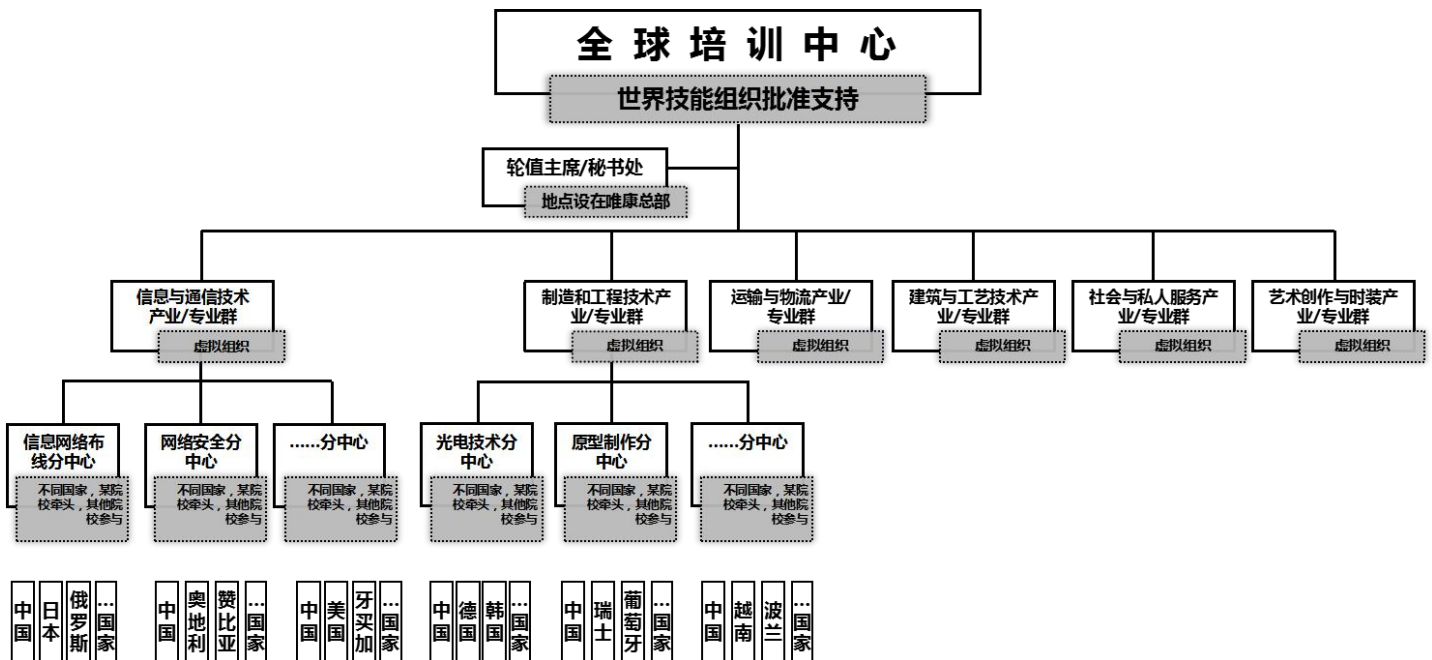 全球培训中心
世界技能组织批准支持
轮值主席/秘书处
地点设在唯康总部
信息与通信技术
产业/专业群
虚拟组织
制造和工程技术产
业/专业群
虚拟组织
运输与物流产业/
专业群
虚拟组织
建筑与工艺技术产
业/专业群
虚拟组织
社会与私人服务产
业/专业群
虚拟组织
艺术创作与时装产
业/专业群
虚拟组织
信息网络布
线分中心
不同国家，某院
校牵头，其他院
校参与
网络安全分
中心
不同国家，某院
校牵头，其他院
校参与
……分中心
不同国家，某院
校牵头，其他院
校参与
光电技术分
中心
不同国家，某院
校牵头，其他院
校参与
原型制作分
中心
不同国家，某院
校牵头，其他院
校参与
……分中心
不同国家，某院
校牵头，其他院
校参与
中国
日本
俄罗斯
…国家
中国
奥地利
赞比亚
…国家
中国
美国
牙买加
…国家
中国
德国
韩国
…国家
中国
瑞士
葡萄牙
…国家
中国
越南
波兰
…国家